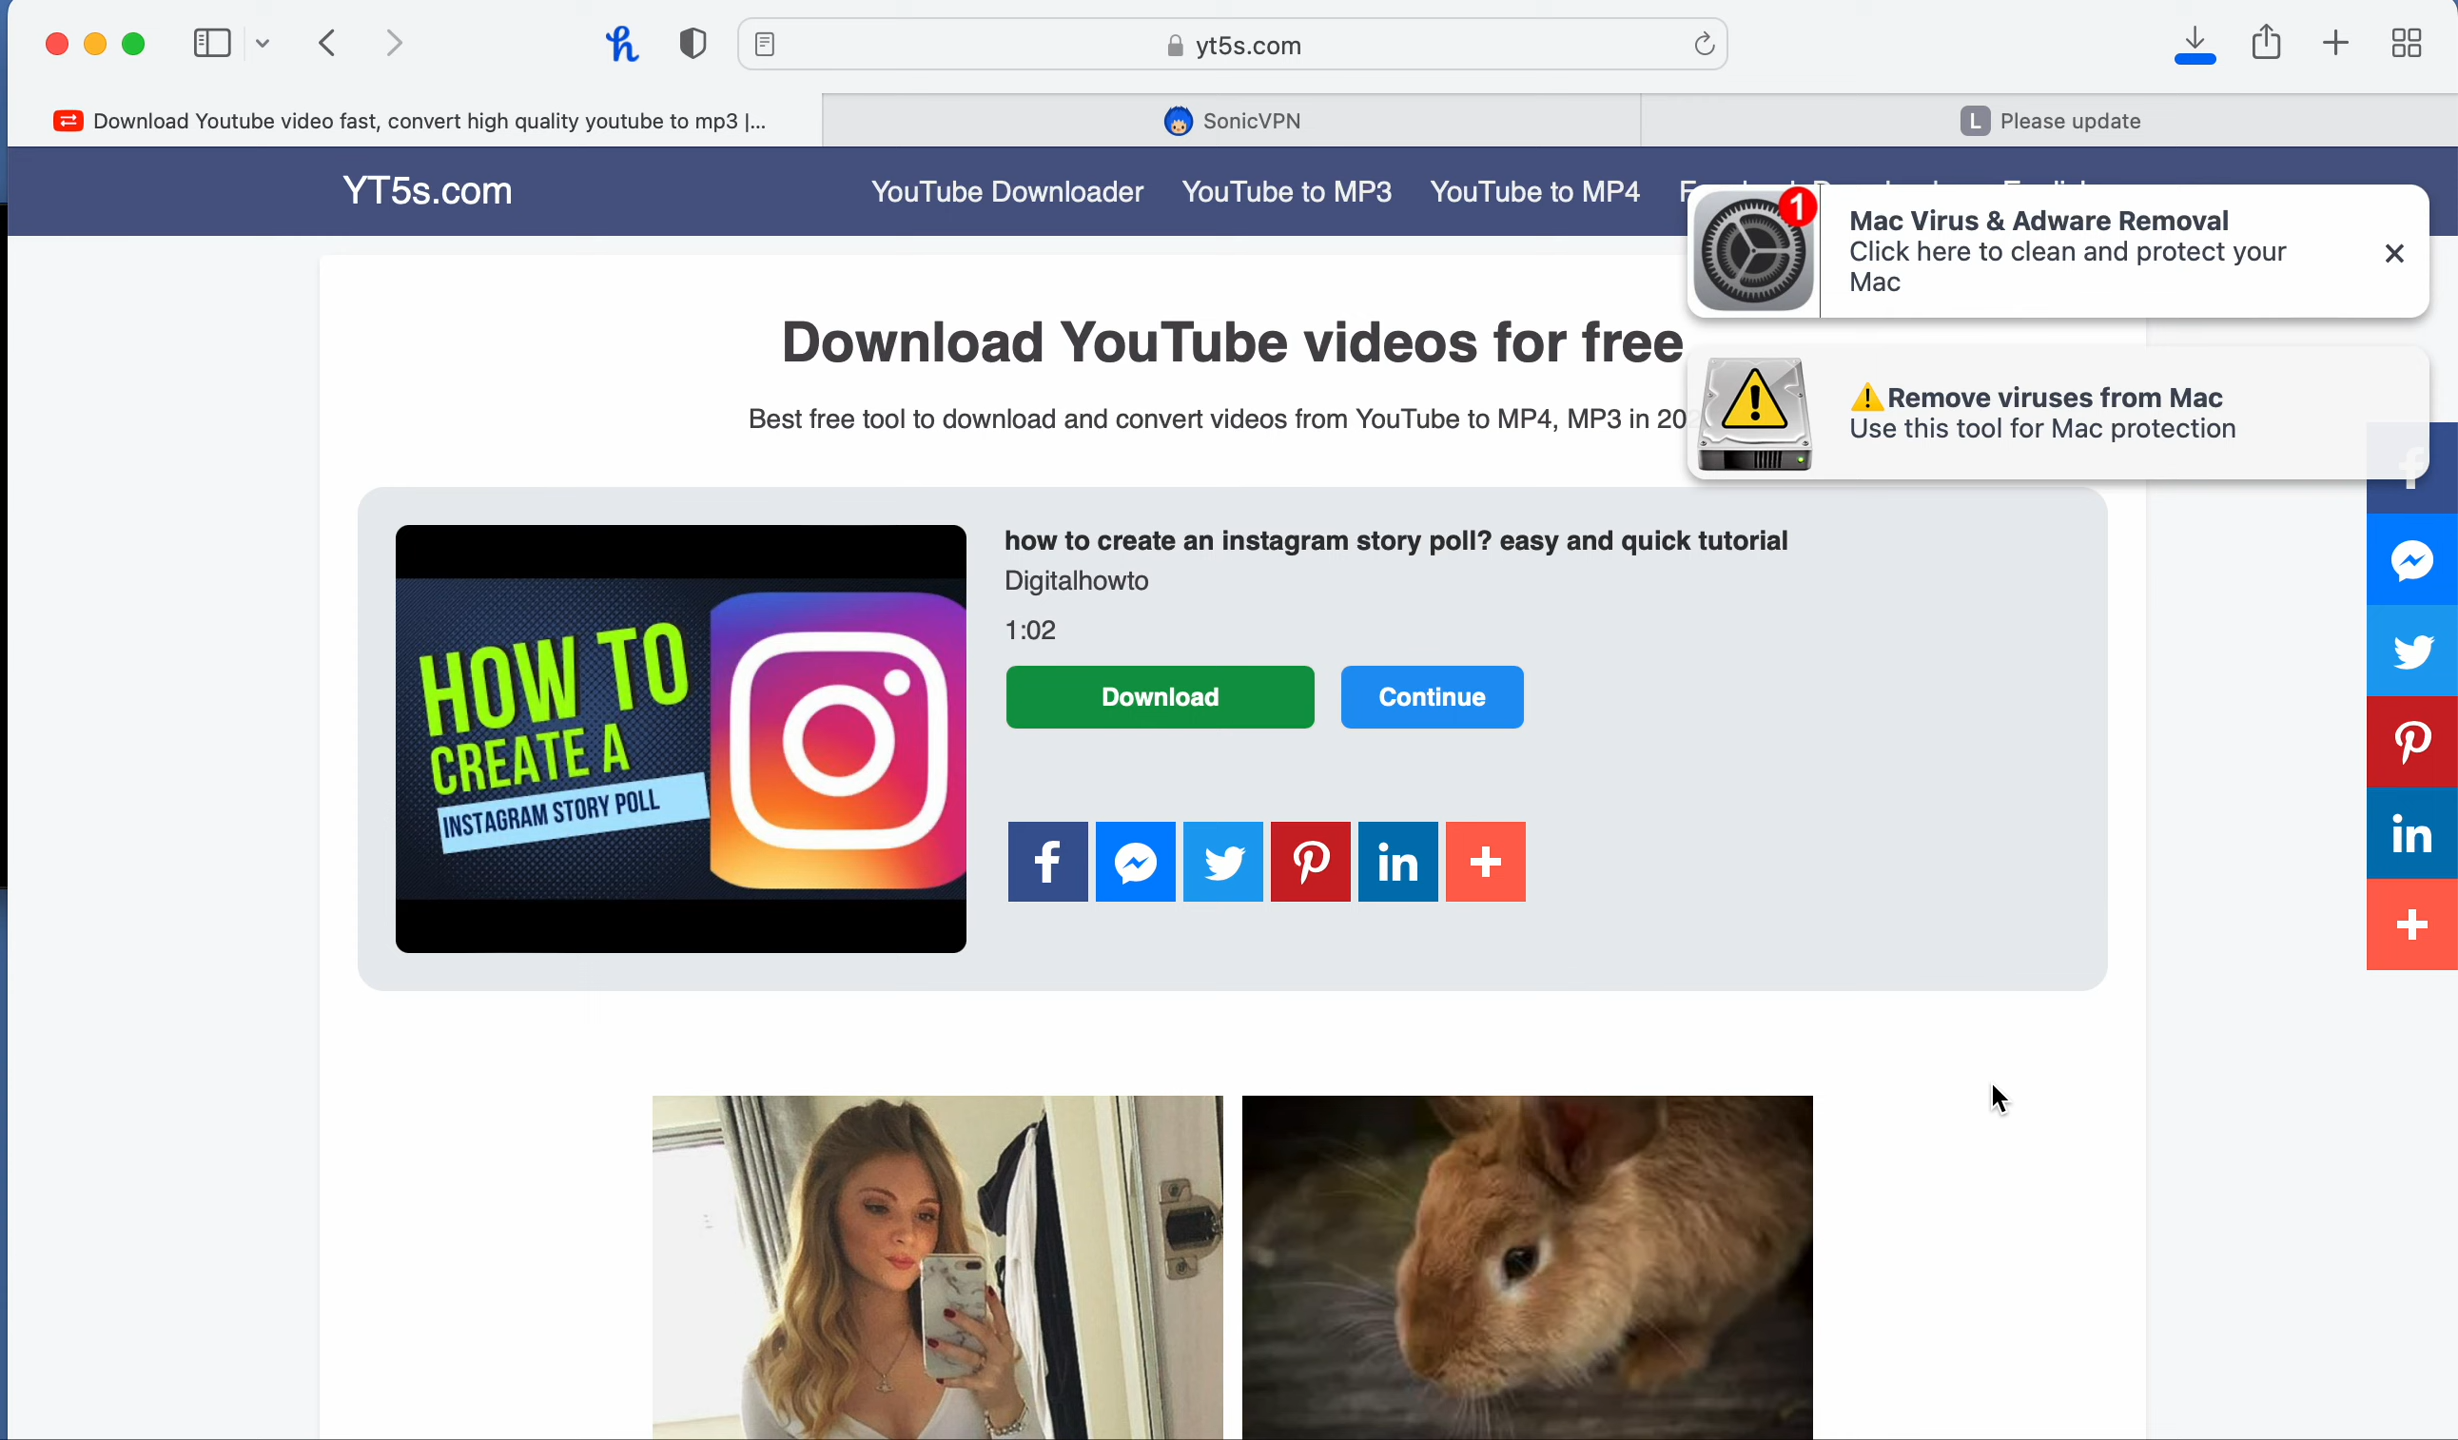 yt5s.com
Download Youtube video fast, convert high quality youtube to mp3 |...
SonicVPN
L Please update
YT5s.com
YouTube Downloader
YouTube to MP3
YouTube to MP4
1
Mac Virus & Adware Removal
Click here to clean and protect your
Mac
Download YouTube videos for free
Best free tool to download and convert videos from YouTube to MP4, MP3 in
⚠️Remove viruses from Mac
Use this tool for Mac protection
HOW TO
CREATE A
INSTAGRAM STORY POLL
how to create an instagram story poll? easy and quick tutorial
Digitalhowto
1:02
Download
Continue